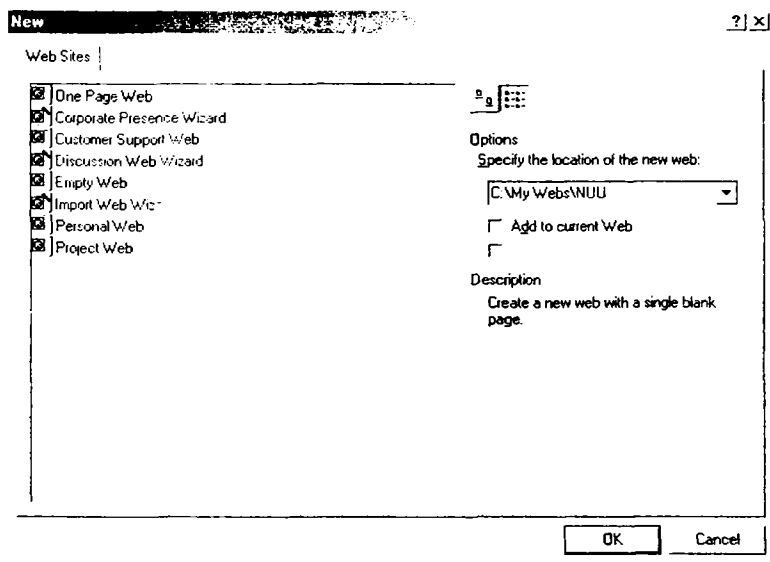 New
Web Sites
One Page Web
Corporate Presence Wizard
Customer Support Web
Discussion Web Wizard
Empty Web
Import Web
Personal Web
Project Web
Options
Specify the location of the new web:
C:\My Webs\NUU
Add to current Web
Description
Create a new web with a single blank
page.
OK
Cancel